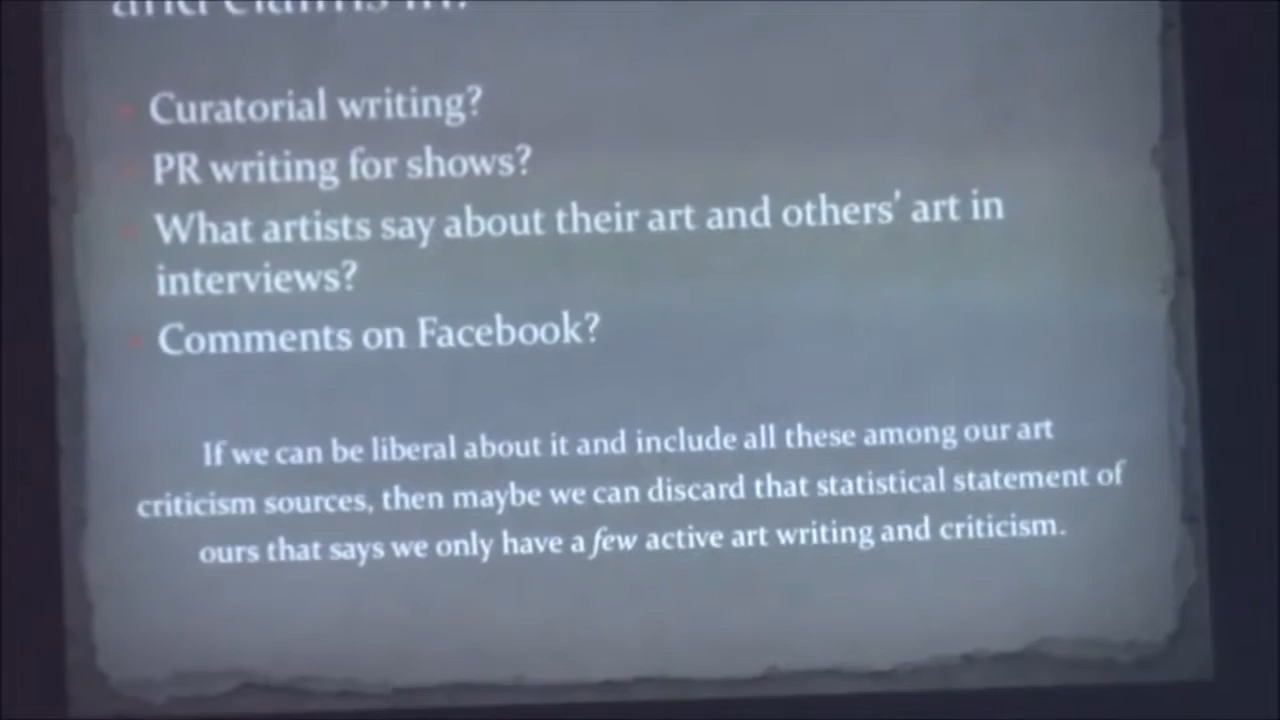 and claims in?
Curatorial writing?
PR writing for shows?
What artists say about their art and others' art in
interviews?
Comments on Facebook?
If we can be liberal about it and include all these among our art
criticism sources, then maybe we can discard that statistical statement of
ours that says we only have a few active art writing and criticism.